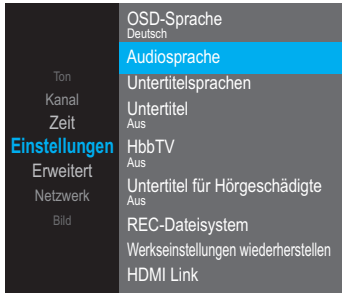 Ton
Kanal
Zeit
Einstellungen
Erweitert
Netzwerk
Bild
OSD-Sprache
Deutsch
Audiosprache
Untertitelsprachen
Untertitel
Aus
HbbTV
Aus
Untertitel für Hörgeschädigte
Aus
REC-Dateisystem
Werkseinstellungen wiederherstellen
HDMI Link